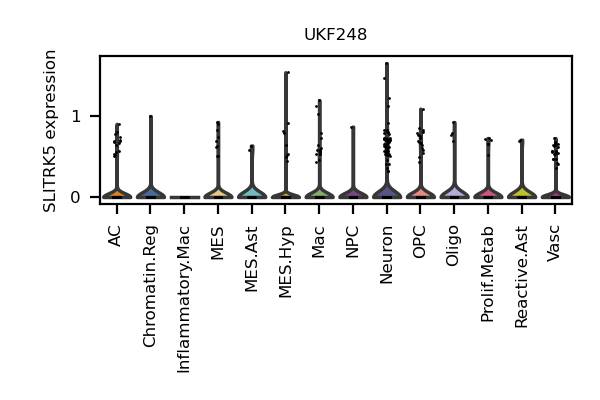 UKF248
SLITRK5 expression
1
0
AC
Chromatin.Reg
Inflammatory.Mac
MES
MES.Ast
MES.Hyp
Mac
NPC
Neuron
OPC
Oligo
Prolif.Metab
Reactive.Ast
Vasc